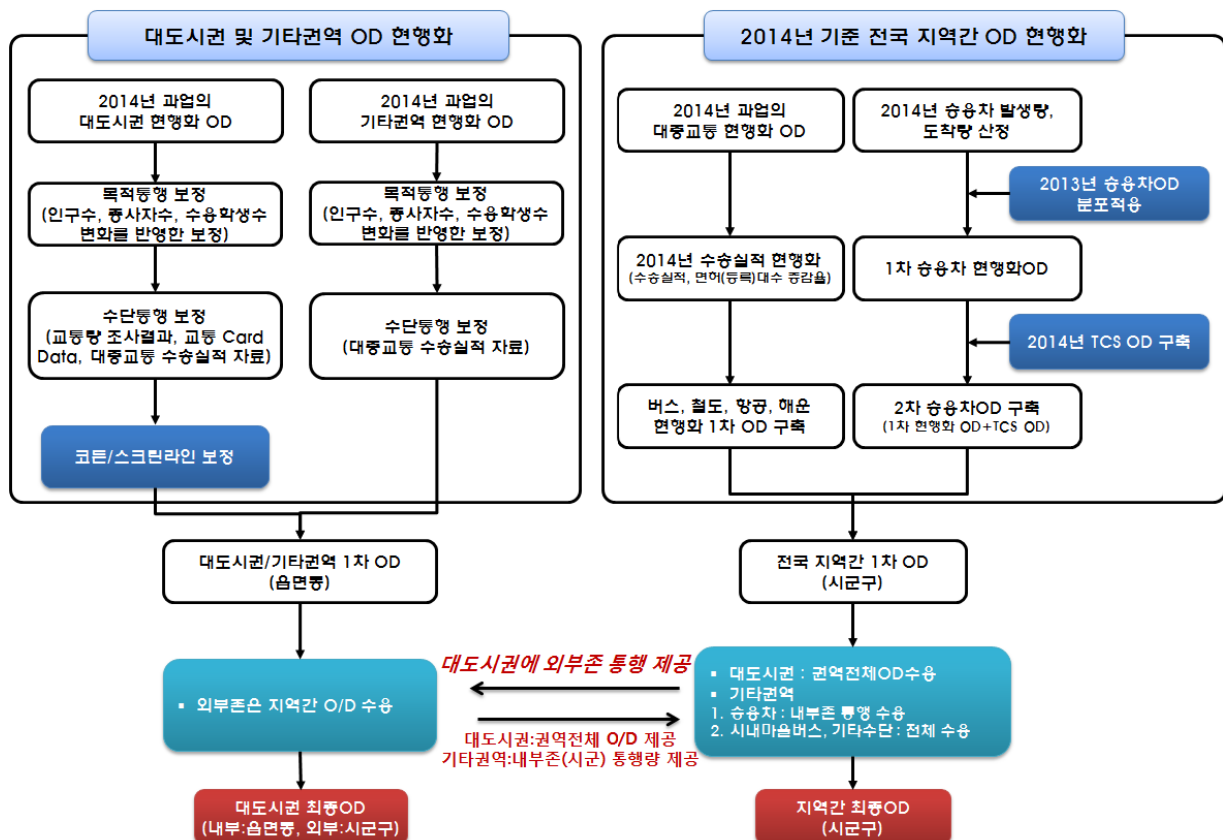 대도시권 및 기타권역 OD 현행화
2014년 과업의
대도시권 현행화 OD
2014년 과업의
기타권역 현행화 OD
목적통행 보정
(인구수, 종사자수, 수용학생수
변화를 반영한 보정)
목적통행 보정
(인구수, 종사자수, 수용학생수
변화를 반영한 보정)
수단통행 보정
(교통량 조사결과, 교통 Card
Data, 대중교통 수송실적 자료)
수단통행 보정
(대중교통 수송실적 자료)
코든/스크린라인 보정
대도시권/기타권역 1차 OD
(읍면동)
2014년 기준 전국 지역간 OD 현행화
2014년 과업의
대중교통 현행화 OD
2014년 승용차 발생량,
도착량 산정
2013년 승용차OD
분포적용
2014년 수송실적 현행화
(수송실적, 면허(등록)대수 증감율)
1차 승용차 현행화OD
2014년 TCS OD 구축
버스, 철도, 항공, 해운
현행화 1차 OD 구축
2차 승용차OD 구축
(1차 현행화 OD+TCS OD)
전국 지역간 1차 OD
(시군구)
▪ 외부존은 지역간 O/D 수용
대도시권에 외부존 통행 제공
대도시권:권역전체 O/D 제공
기타권역:내부존(시군) 통행량 제공
▪ 대도시권 : 권역전체OD수용
▪ 기타권역
1. 승용차 : 내부존 통행 수용
2. 시내마을버스, 기타수단 : 전체 수용
대도시권 최종OD
(내부:읍면동, 외부:시군구)
지역간 최종OD
(시군구)